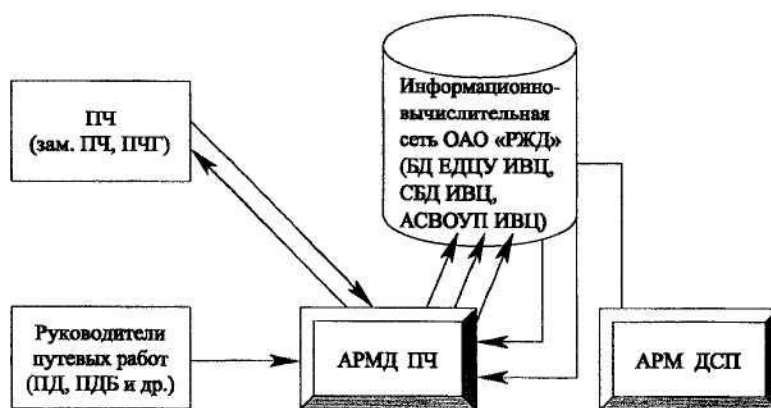 ПЧ
(зам. ПЧ, ПЧГ)
Информационно-
вычислительная
сеть ОАО «РЖД»
(БД ЕДЦУ ИВЦ,
СБД ИВЦ,
АСВОУП ИВЦ)
Руководители
путевых работ
(ПД, ПДБ и др.)
АРМД ПЧ
АРМ ДСП